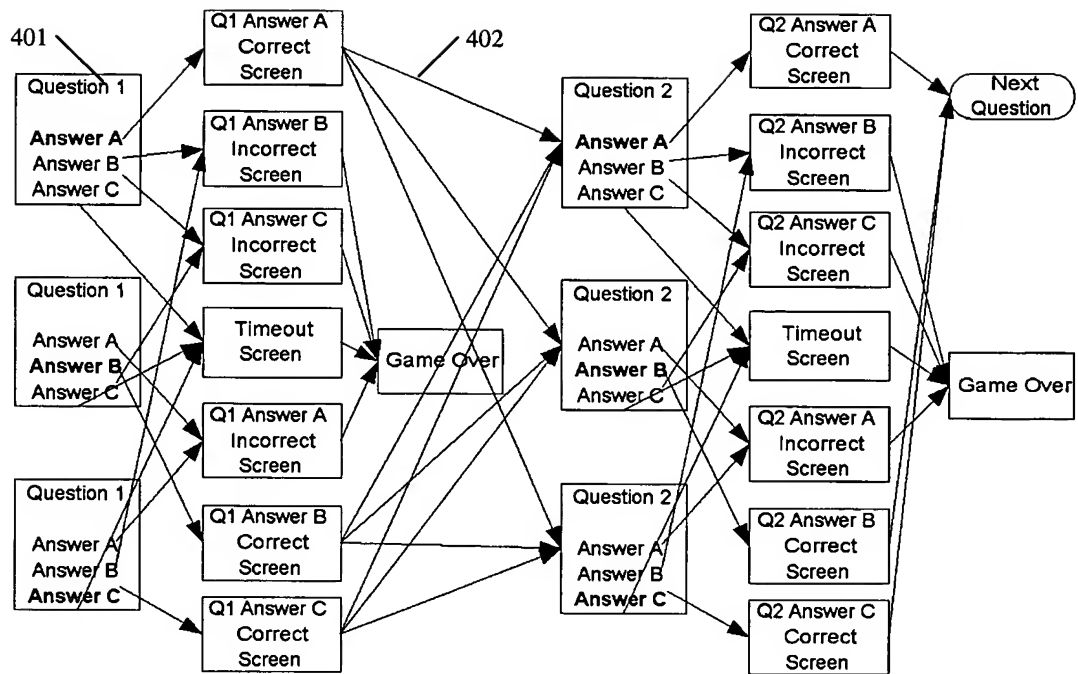 401
Question 1
Answer A
Answer B
Answer C
Question 1
Answer A
Answer B
Answer C
Question 1
Answer A
Answer B
Answer C
Q1 Answer A
Correct
Screen
Q1 Answer B
Incorrect
Screen
Q1 Answer C
Incorrect
Screen
Timeout
Screen
Q1 Answer A
Incorrect
Screen
Q1 Answer B
Correct
Screen
Q1 Answer C
Correct
Screen
402
Game Over
Question 2
Answer A
Answer B
Answer C
Question 2
Answer A
Answer B
Answer C
Question 2
Answer A
Answer B
Answer C
Q2 Answer A
Correct
Screen
Q2 Answer B
Incorrect
Screen
Q2 Answer C
Incorrect
Screen
Timeout
Screen
Q2 Answer A
Incorrect
Screen
Q2 Answer B
Correct
Screen
Q2 Answer C
Correct
Screen
Next
Question
Game Over